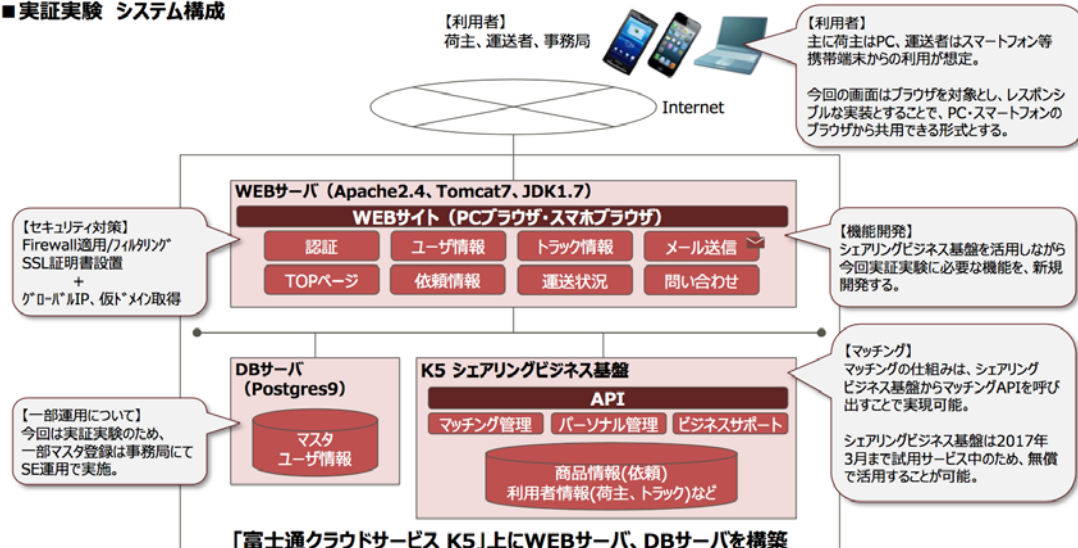 ■実証実験 システム構成
【利用者】
荷主、運送者、事務局
【利用者】
主に荷主はPC、運送者はスマートフォン等
携帯端末からの利用が想定。
今回の画面はブラウザを対象とし、レスポンシ
ブルな実装とすることで、PC・スマートフォンの
ブラウザから共用できる形式とする。
Internet
WEBサーバ（Apache2.4、Tomcat7、JDK1.7）
WEBサイト（PCブラウザ・スマホブラウザ）
認証
ユーザ情報
トラック情報
メール送信
TOPページ
依頼情報
運送状況
問い合わせ
【セキュリティ対策】
Firewall適用/ﾌｨﾙﾀﾘﾝｸﾞ
SSL証明書設置
+
ｸﾞﾛｰﾊﾞﾙIP、仮ﾄﾞﾒｲﾝ取得
【機能開発】
シェアリングビジネス基盤を活用しながら
今回実証実験に必要な機能を、新規
開発する。
DBサーバ
（Postgres9）
マスタ
ユーザ情報
K5 シェアリングビジネス基盤
API
マッチング管理
パーソナル管理
ビジネスサポート
商品情報(依頼)
利用者情報(荷主、トラック)など
【マッチング】
マッチングの仕組みは、シェアリング
ビジネス基盤からマッチングAPIを呼び
出すことで実現可能。
シェアリングビジネス基盤は2017年
3月まで試用サービス中のため、無償
で活用することが可能。
【一部運用について】
今回は実証実験のため、
一部マスタ登録は事務局にて
SE運用で実施。
「富士通クラウドサービス K5」上にWEBサーバ、DBサーバを構築